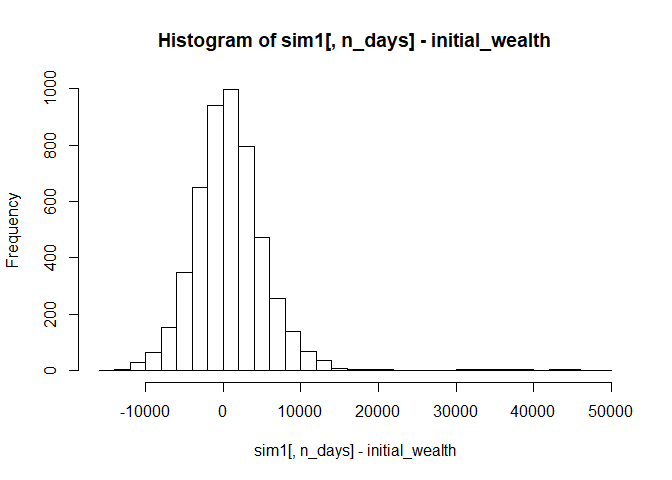 Histogram of sim1[, n_days] - initial_wealth
Frequency
1000
800
600
400
200
0
-10000 0 10000 20000 30000 40000 50000
sim1[, n_days] - initial_wealth